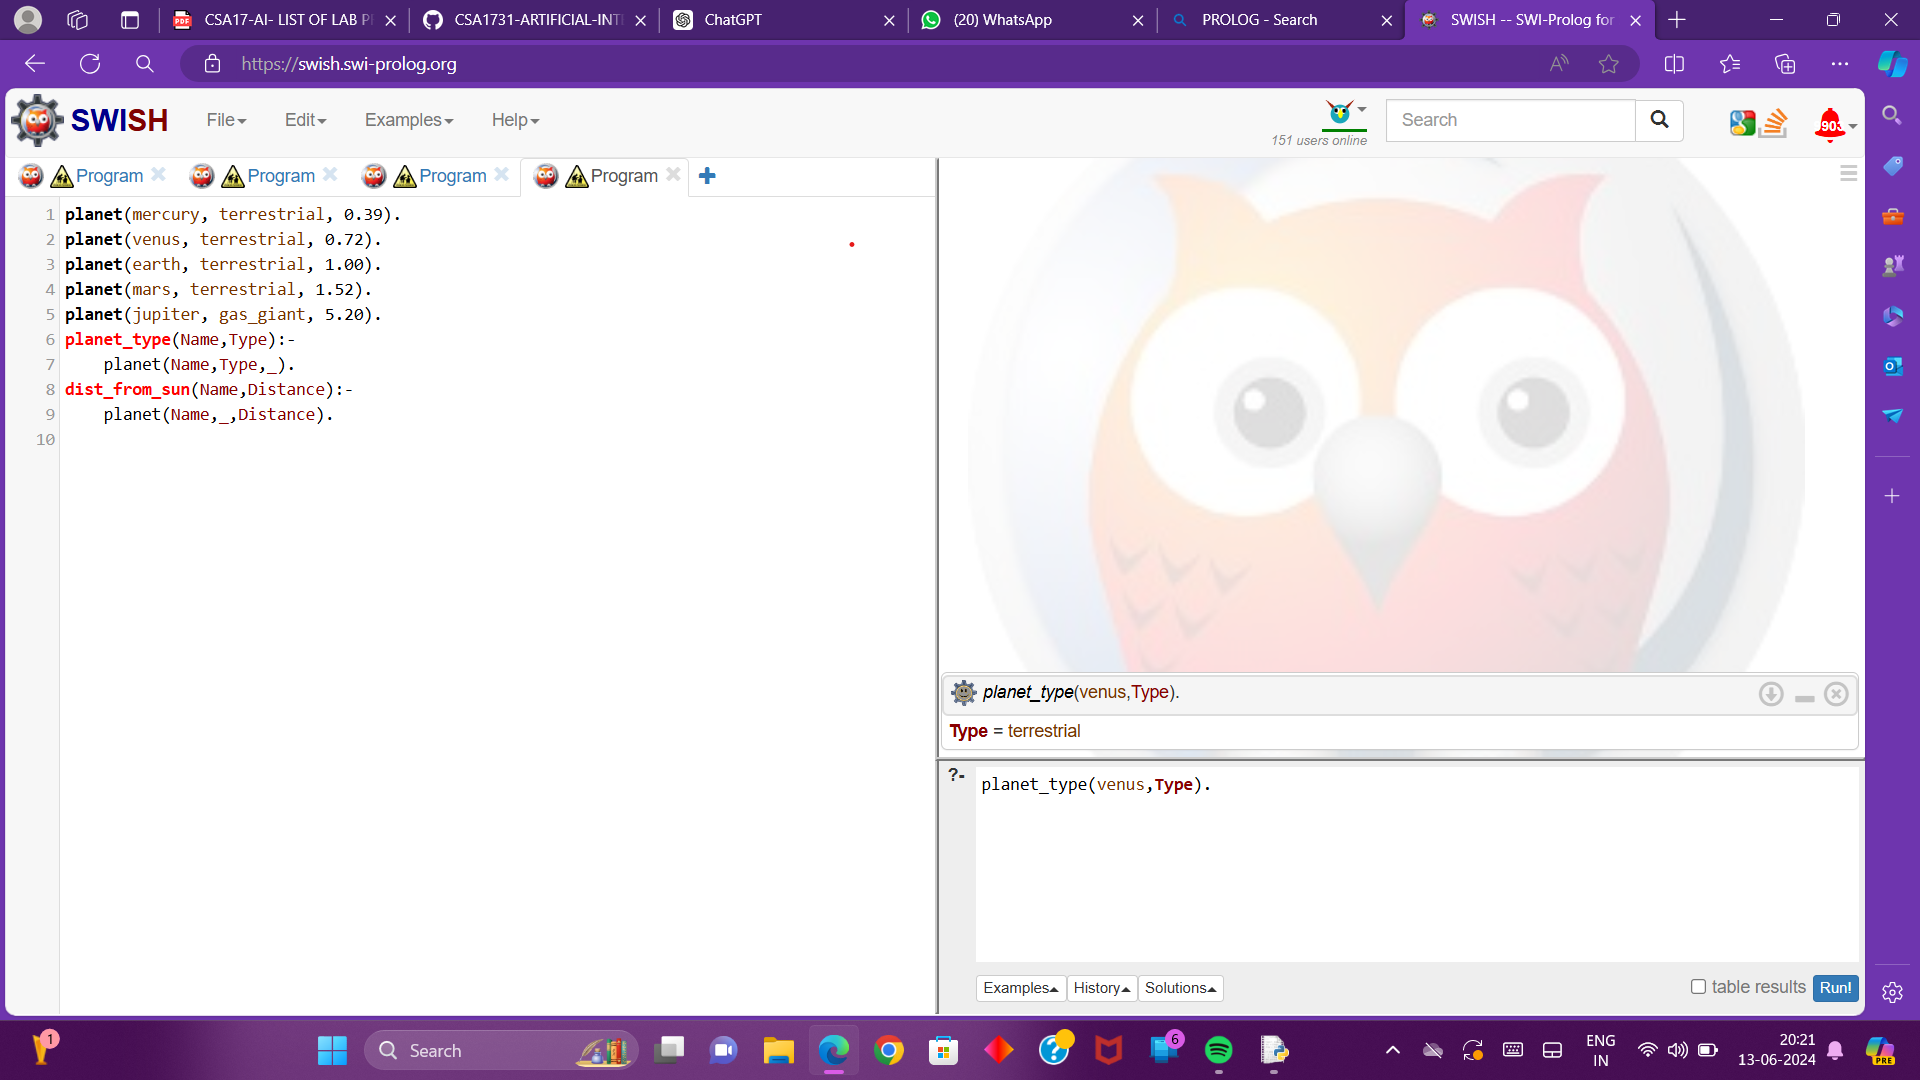 CSA17-AI- LIST OF LAB P
CSA1731-ARTIFICIAL-INT
ChatGPT
(20) WhatsApp
PROLOG - Search
SWISH -- SWI-Prolog for
https://swish.swi-prolog.org
SWISH
File
Edit
Examples
Help
151 users online
Search
903
Program
Program
Program
Program
1 planet(mercury, terrestrial, 0.39).
2 planet(venus, terrestrial, 0.72).
3 planet(earth, terrestrial, 1.00).
4 planet(mars, terrestrial, 1.52).
5 planet(jupiter, gas_giant, 5.20).
6 planet_type(Name,Type):-
7 planet(Name,Type,_).
8 dist_from_sun(Name,Distance):-
9 planet(Name,_,Distance).
10
planet_type(venus,Type).
Type = terrestrial
?- planet_type(venus,Type).
Examples
History
Solutions
table results
Run!
1
Search
6
ENG
IN
20:21
13-06-2024
PRE